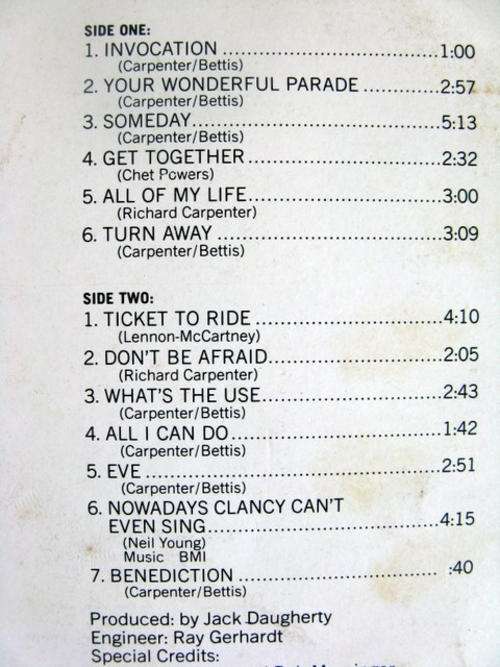 SIDE ONE:
1. INVOCATION ..........................1:00
(Carpenter/Bettis)
2. YOUR WONDERFUL PARADE ..........2:57
(Carpenter/Bettis)
3. SOMEDAY..............................5:13
(Carpenter/Bettis)
4. GET TOGETHER.......................2:32
(Chet Powers)
5. ALL OF MY LIFE.......................3:00
(Richard Carpenter)
6. TURN AWAY ..........................3:09
(Carpenter/Bettis)
SIDE TWO:
1. TICKET TO RIDE ......................4:10
(Lennon-McCartney)
2. DON'T BE AFRAID.....................2:05
(Richard Carpenter)
3. WHAT'S THE USE......................2:43
(Carpenter/Bettis)
4. ALL I CAN DO.........................1:42
(Carpenter/Bettis)
5. EVE ...................................2:51
(Carpenter/Bettis)
6. NOWADAYS CLANCY CAN'T
EVEN SING............................4:15
(Neil Young)
Music BMI
7. BENEDICTION ........................ :40
(Carpenter/Bettis)
Produced: by Jack Daugherty
Engineer: Ray Gerhardt
Special Credits: